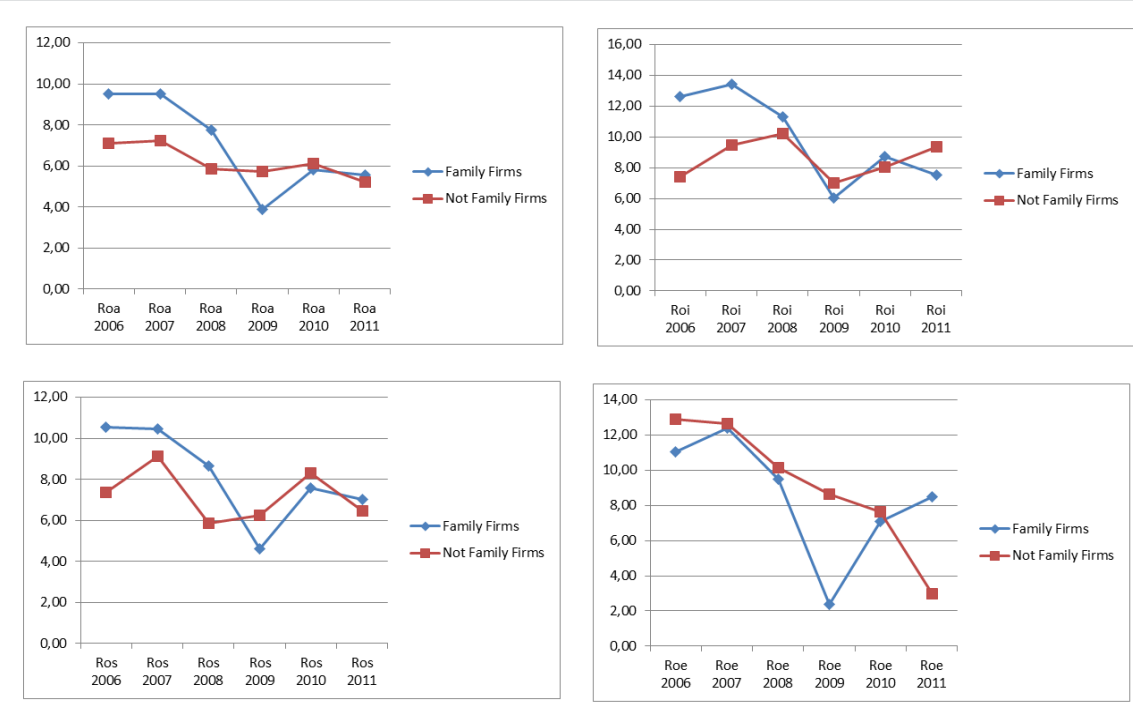 12,00
10,00
8,00
6,00
4,00
2,00
0,00
Roa Roa Roa Roa Roa Roa
2006 2007 2008 2009 2010 2011
Family Firms
Not Family Firms
16,00
14,00
12,00
10,00
8,00
6,00
4,00
2,00
0,00
Roi Roi Roi Roi Roi Roi
2006 2007 2008 2009 2010 2011
Family Firms
Not Family Firms
12,00
10,00
8,00
6,00
4,00
2,00
0,00
Ros Ros Ros Ros Ros Ros
2006 2007 2008 2009 2010 2011
Family Firms
Not Family Firms
14,00
12,00
10,00
8,00
6,00
4,00
2,00
0,00
Roe Roe Roe Roe Roe Roe
2006 2007 2008 2009 2010 2011
Family Firms
Not Family Firms